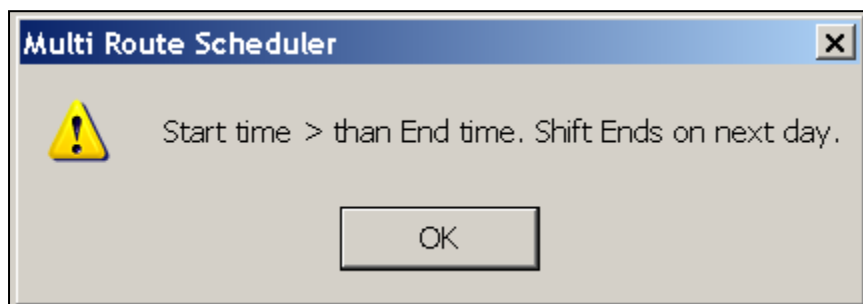 Multi Route Scheduler
Start time > than End time. Shift Ends on next day.
OK